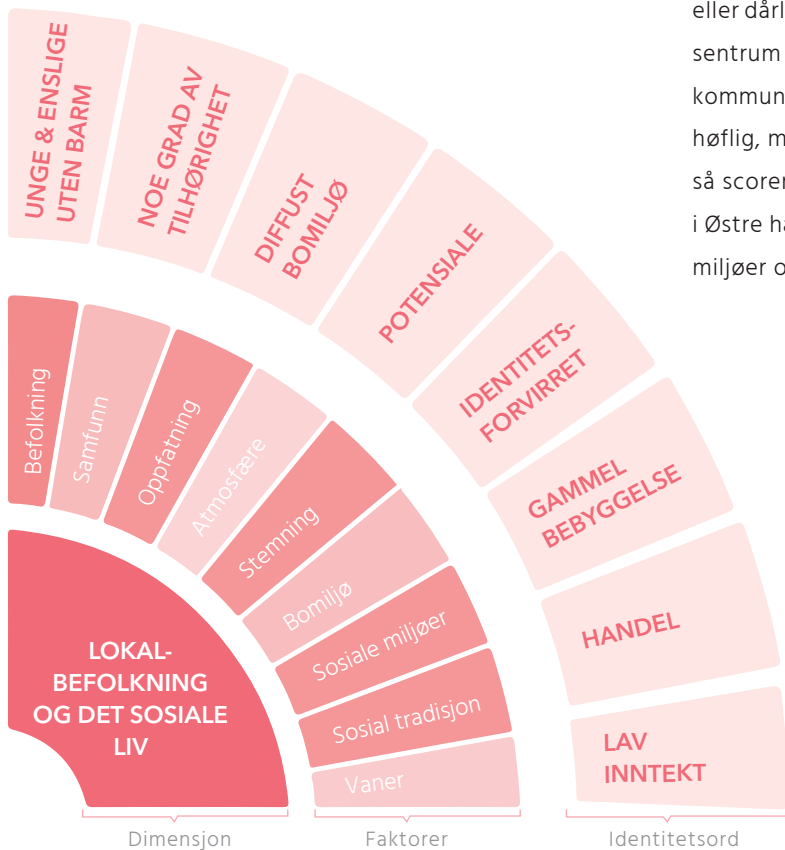 UNGE & ENSLIGE
UTEN BARM
NOE GRAD AV
TILHØRIGHET
DIFFUST
BOMILJØ
POTENSIALE
IDENTITETS-
FORVIRRET
GAMMEL
BEBYGGELSE
HANDEL
LAV
INNTEKT
Befolkning
Samfunn
Oppfatning
Atmosfære
Stemning
Bomiljø
Sosiale miljøer
Sosial tradisjon
Vaner
LOKAL-
BEFOLKNING
OG DET SOSIALE
LIV
Dimensjon
Faktorer
Identitetsord
eller
sentrum
kommun
høflig,
så scorer
i Østre
miljøer